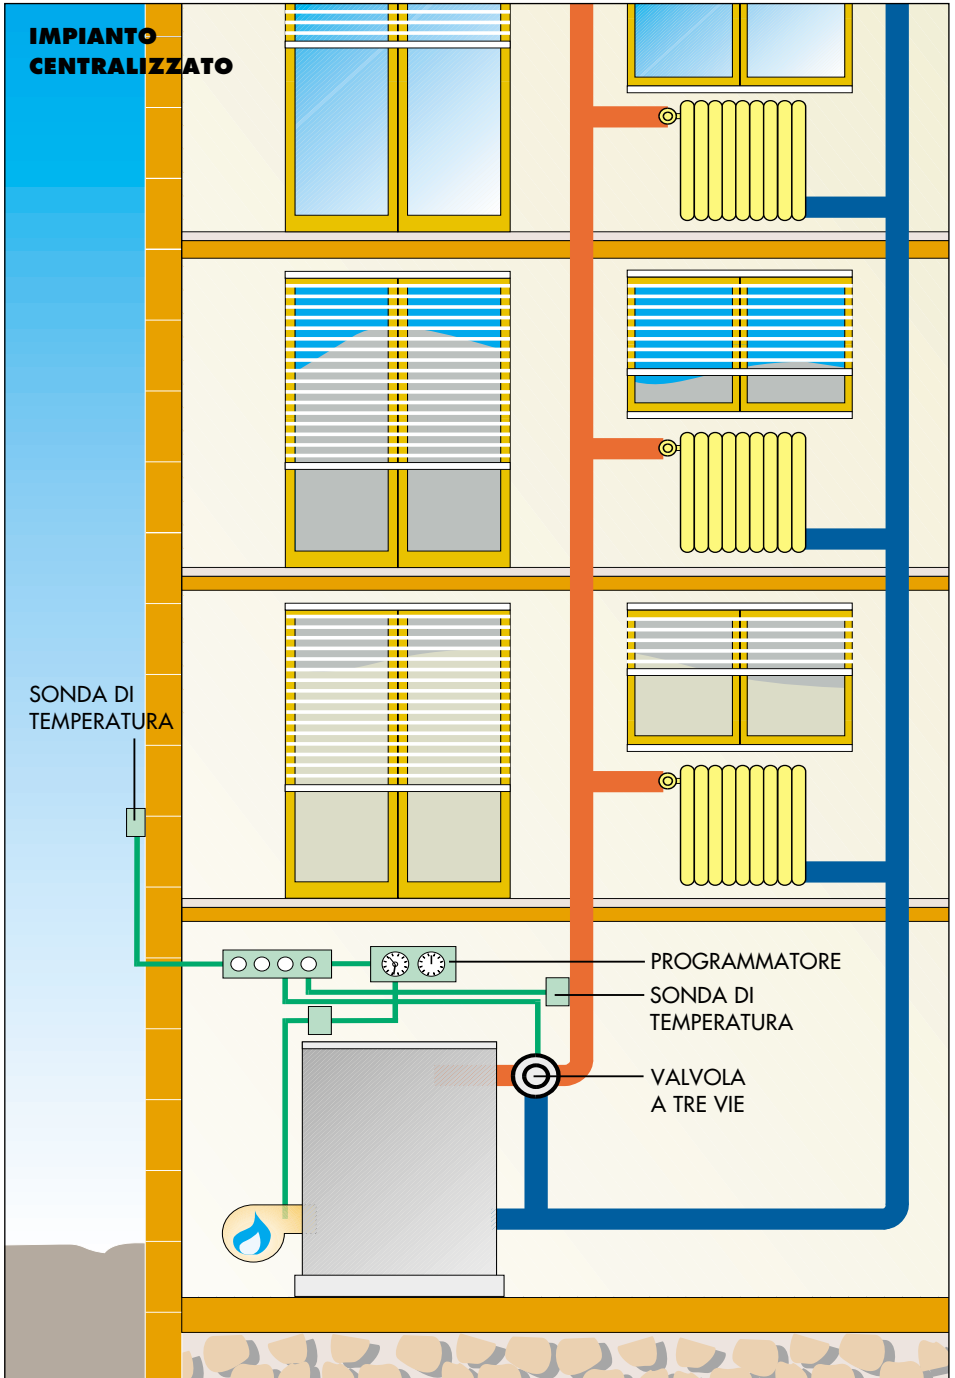 IMPIANTO
CENTRALIZZATO
SONDA DI
TEMPERATURA
PROGRAMMATORE
SONDA DI
TEMPERATURA
VALVOLA
A TRE VIE